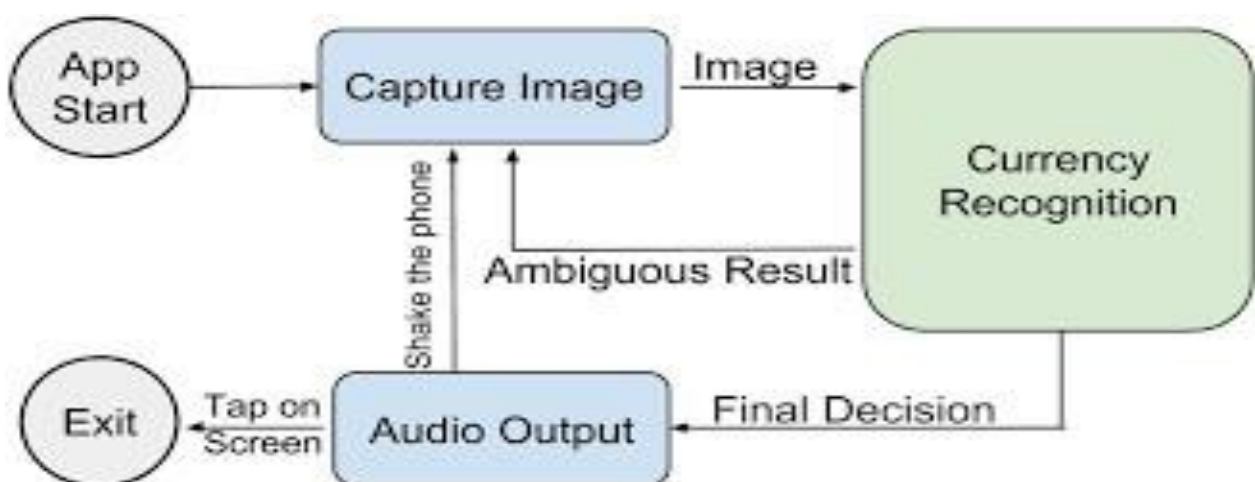 App
Start
Capture Image
Image
Currency
Recognition
Ambiguous Result
Shake the phone
Exit
Tap on
Screen
Audio Output
Final Decision